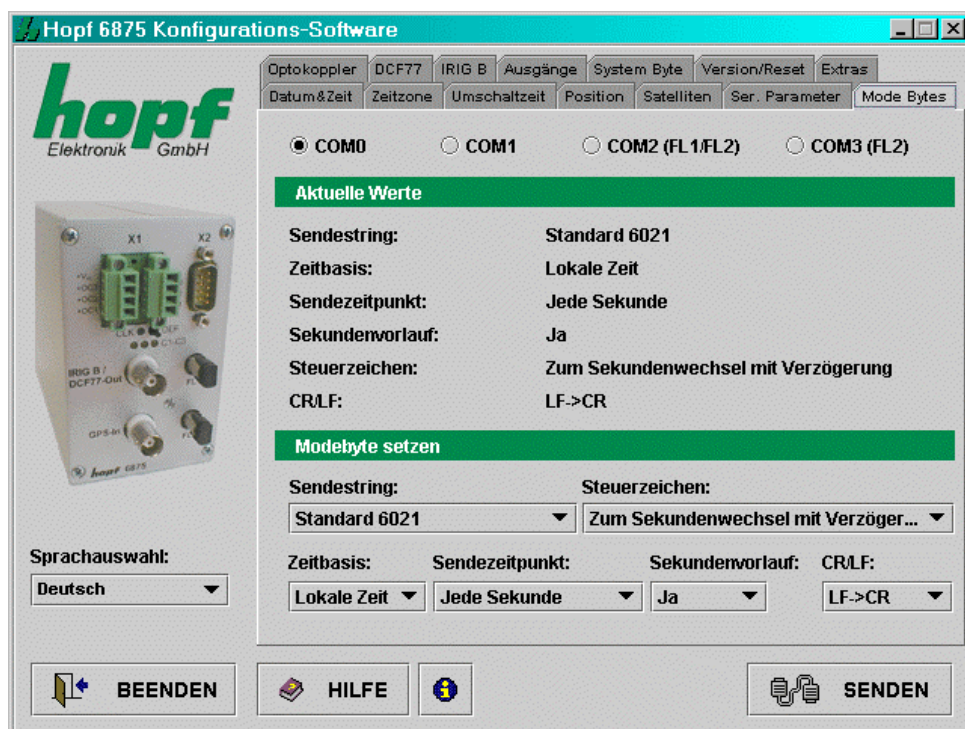 Hopf 6875 Konfigurations-Software
hopf
Elektronik GmbH
Optokoppler DCF77 IRIG B Ausgänge System Byte Version/Reset Extras
Datum&Zeit Zeitzone Umschaltzeit Position Satelliten Ser. Parameter Mode Bytes
COM0 COM1 COM2 (FL1/FL2) COM3 (FL2)
Aktuelle Werte
Sendestring: Standard 6021
Zeitbasis: Lokale Zeit
Sendezeitpunkt: Jede Sekunde
Sekundenvorlauf: Ja
Steuerzeichen: Zum Sekundenwechsel mit Verzögerung
CR/LF: LF->CR
Modebyte setzen
Sendestring: Steuerzeichen:
Standard 6021 Zum Sekundenwechsel mit Verzöger...
Zeitbasis: Sendezeitpunkt: Sekundenvorlauf: CR/LF:
Lokale Zeit Jede Sekunde Ja LF->CR
X1 X2
CLK DEF
C1-C3
IRIG B /
DCF77-Out
GPS-In
hopf 6875
Sprachauswahl:
Deutsch
BEENDEN HILFE SENDEN